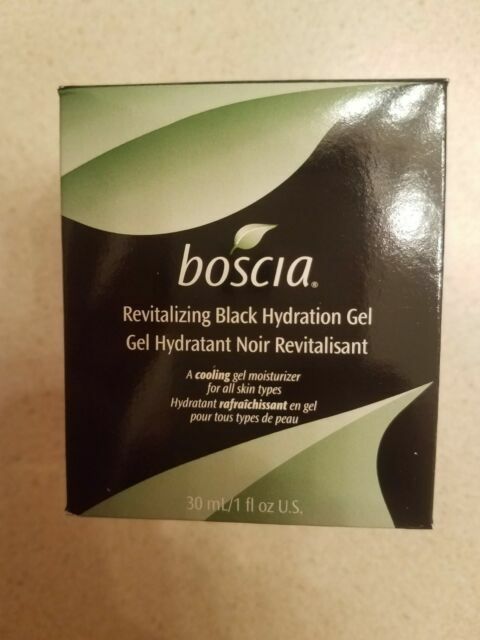 boscia®
Revitalizing Black Hydration Gel
Gel Hydratant Noir Revitalisant
A cooling gel moisturizer
for all skin types
Hydratant rafraîchissant en gel
pour tous types de peau
30 mL/1 fl oz U.S.